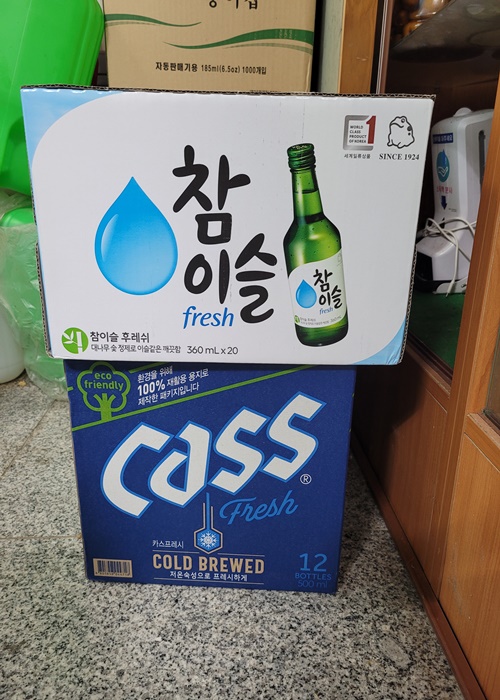 자동판매기용 185ml(6.5oz) 1000개입
WORLD CLASS PRODUCT OF KOREA
1
세계일류상품
SINCE 1924
참
이슬
fresh
참
이슬
fresh
참이슬 후레쉬
대나무 숯 정제로 이슬같은 깨끗함 360 mL x 20
eco
friendly
환경을 위해
100% 재활용 용지로
제작한 패키지입니다
Cass
®
Fresh
카스프레시
COLD BREWED
저온숙성으로 프레시하게
12
BOTTLES
500 ml